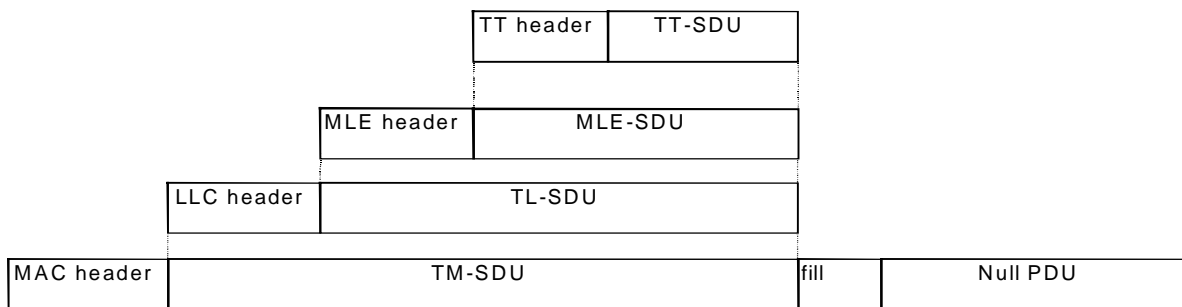 TT header TT-SDU
MLE header MLE-SDU
LLC header TL-SDU
MAC header TM-SDU fill Null PDU